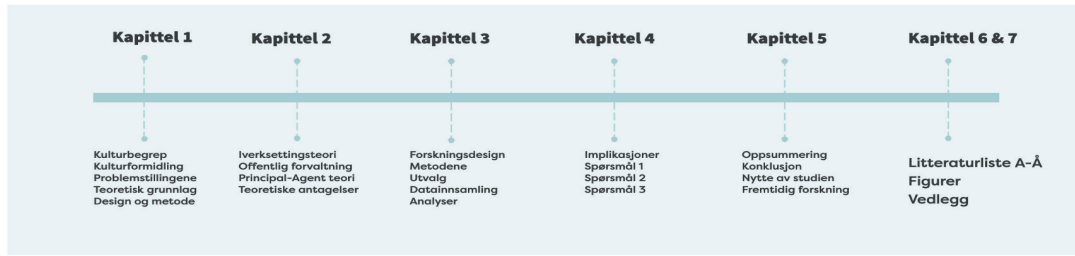 Kapittel 1
Kulturbegrep
Kulturformidling
Problemstillingene
Teoretisk grunnlag
Design og metode
Kapittel 2
Iverksettingsteori
Offentlig forvaltning
Principal-Agent teori
Teoretiske antagelser
Kapittel 3
Forskningsdesign
Metodene
Utvalg
Datainnsamling
Analyser
Kapittel 4
Implikasjoner
Spørsmål 1
Spørsmål 2
Spørsmål 3
Kapittel 5
Oppsummering
Konklusjon
Nytte av studien
Fremtidig forskning
Kapittel 6 & 7
Litteraturliste A-Å
Figurer
Vedlegg